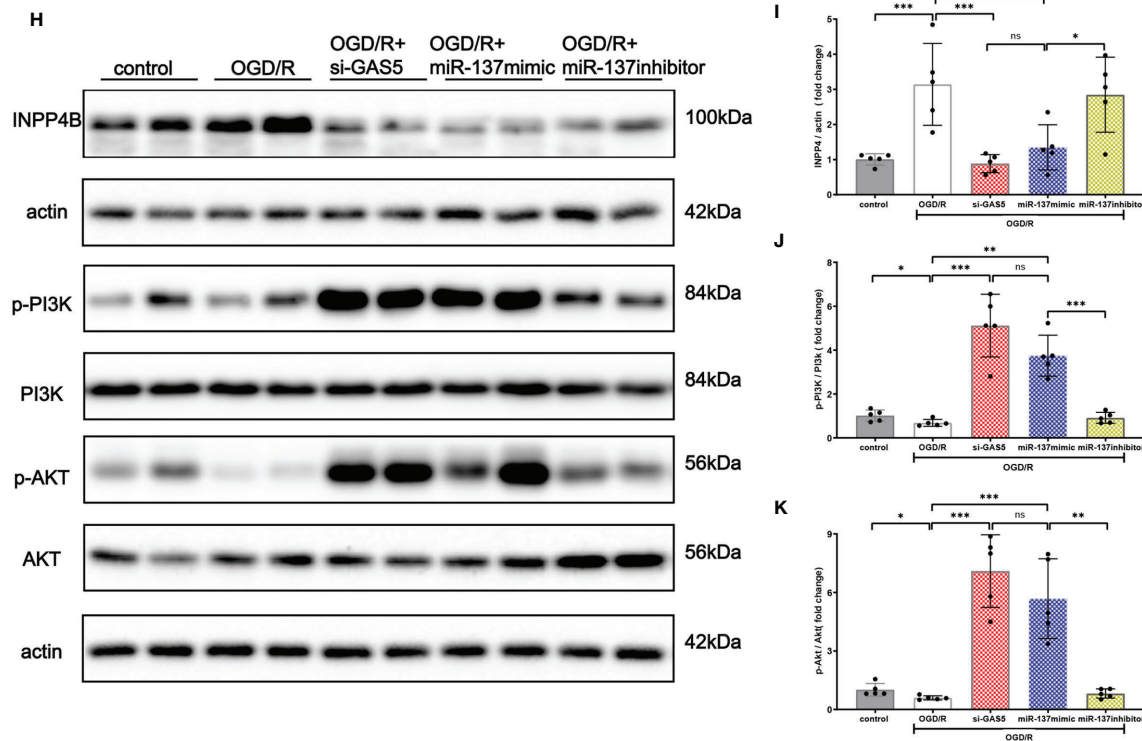 H
control
OGD/R
OGD/R+
si-GAS5
OGD/R+
miR-137mimic
OGD/R+
miR-137inhibitor
INPP4B
100kDa
actin
42kDa
p-PI3K
84kDa
PI3K
84kDa
p-AKT
56kDa
AKT
56kDa
actin
42kDa
I
*** ***
ns *
INPP4 / actin ( fold change)
5
4
3
2
1
0
control OGD/R si-GAS5 miR-137mimic miR-137inhibitor
OGD/R
J
**
* *** ns
***
p-PI3K / PI3k ( fold change)
8
6
4
2
0
control OGD/R si-GAS5 miR-137mimic miR-137inhibitor
OGD/R
K
***
* *** ns **
p-Akt / Akt( fold change)
9
6
3
0
control OGD/R si-GAS5 miR-137mimic miR-137inhibitor
OGD/R